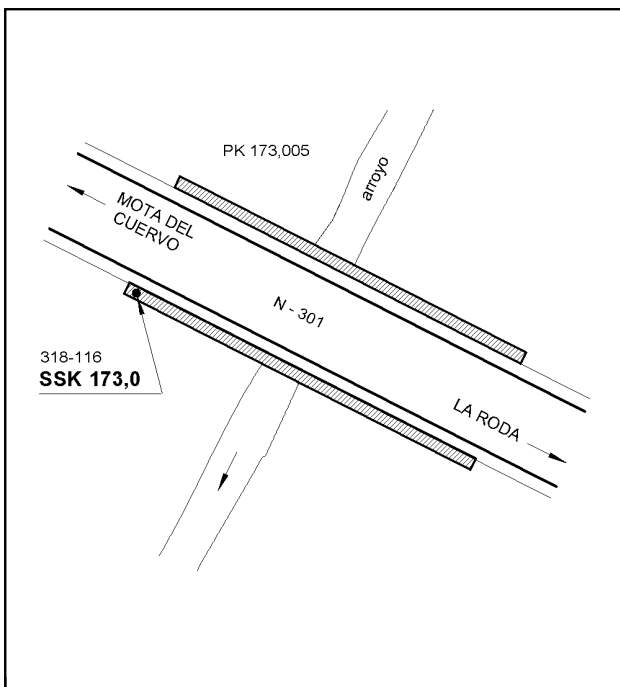 PK 173,005
arroyo
MOTA DEL
CUERVO
N - 301
318-116
SSK 173,0
LA RODA